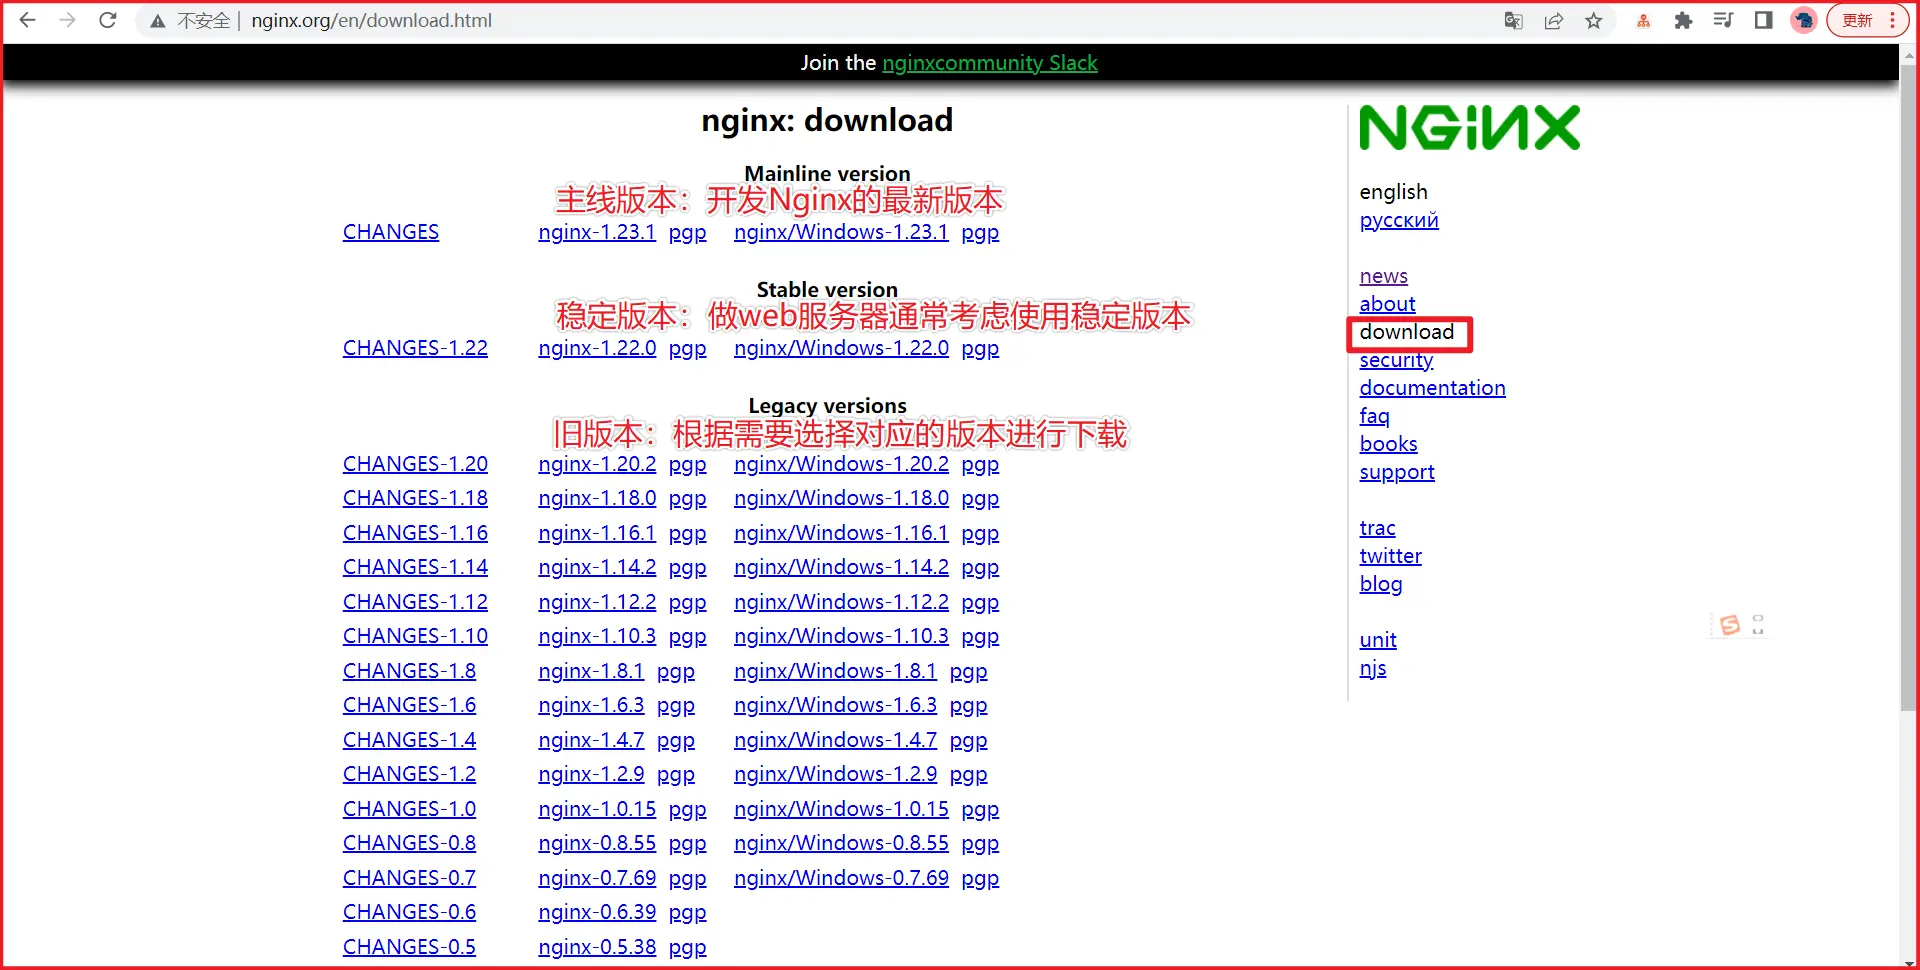 不安全 | nginx.org/en/download.html 更新
Join the nginxcommunity Slack
nginx: download
Mainline version
主线版本：开发Nginx的最新版本
CHANGES nginx-1.23.1 pgp nginx/Windows-1.23.1 pgp
Stable version
稳定版本：做web服务器通常考虑使用稳定版本
CHANGES-1.22 nginx-1.22.0 pgp nginx/Windows-1.22.0 pgp
Legacy versions
旧版本：根据需要选择对应的版本进行下载
CHANGES-1.20 nginx-1.20.2 pgp nginx/Windows-1.20.2 pgp
CHANGES-1.18 nginx-1.18.0 pgp nginx/Windows-1.18.0 pgp
CHANGES-1.16 nginx-1.16.1 pgp nginx/Windows-1.16.1 pgp
CHANGES-1.14 nginx-1.14.2 pgp nginx/Windows-1.14.2 pgp
CHANGES-1.12 nginx-1.12.2 pgp nginx/Windows-1.12.2 pgp
CHANGES-1.10 nginx-1.10.3 pgp nginx/Windows-1.10.3 pgp
CHANGES-1.8 nginx-1.8.1 pgp nginx/Windows-1.8.1 pgp
CHANGES-1.6 nginx-1.6.3 pgp nginx/Windows-1.6.3 pgp
CHANGES-1.4 nginx-1.4.7 pgp nginx/Windows-1.4.7 pgp
CHANGES-1.2 nginx-1.2.9 pgp nginx/Windows-1.2.9 pgp
CHANGES-1.0 nginx-1.0.15 pgp nginx/Windows-1.0.15 pgp
CHANGES-0.8 nginx-0.8.55 pgp nginx/Windows-0.8.55 pgp
CHANGES-0.7 nginx-0.7.69 pgp nginx/Windows-0.7.69 pgp
CHANGES-0.6 nginx-0.6.39 pgp
CHANGES-0.5 nginx-0.5.38 pgp
NGINX
english
русский
news
about
download
security
documentation
faq
books
support
trac
twitter
blog
unit
njs
S